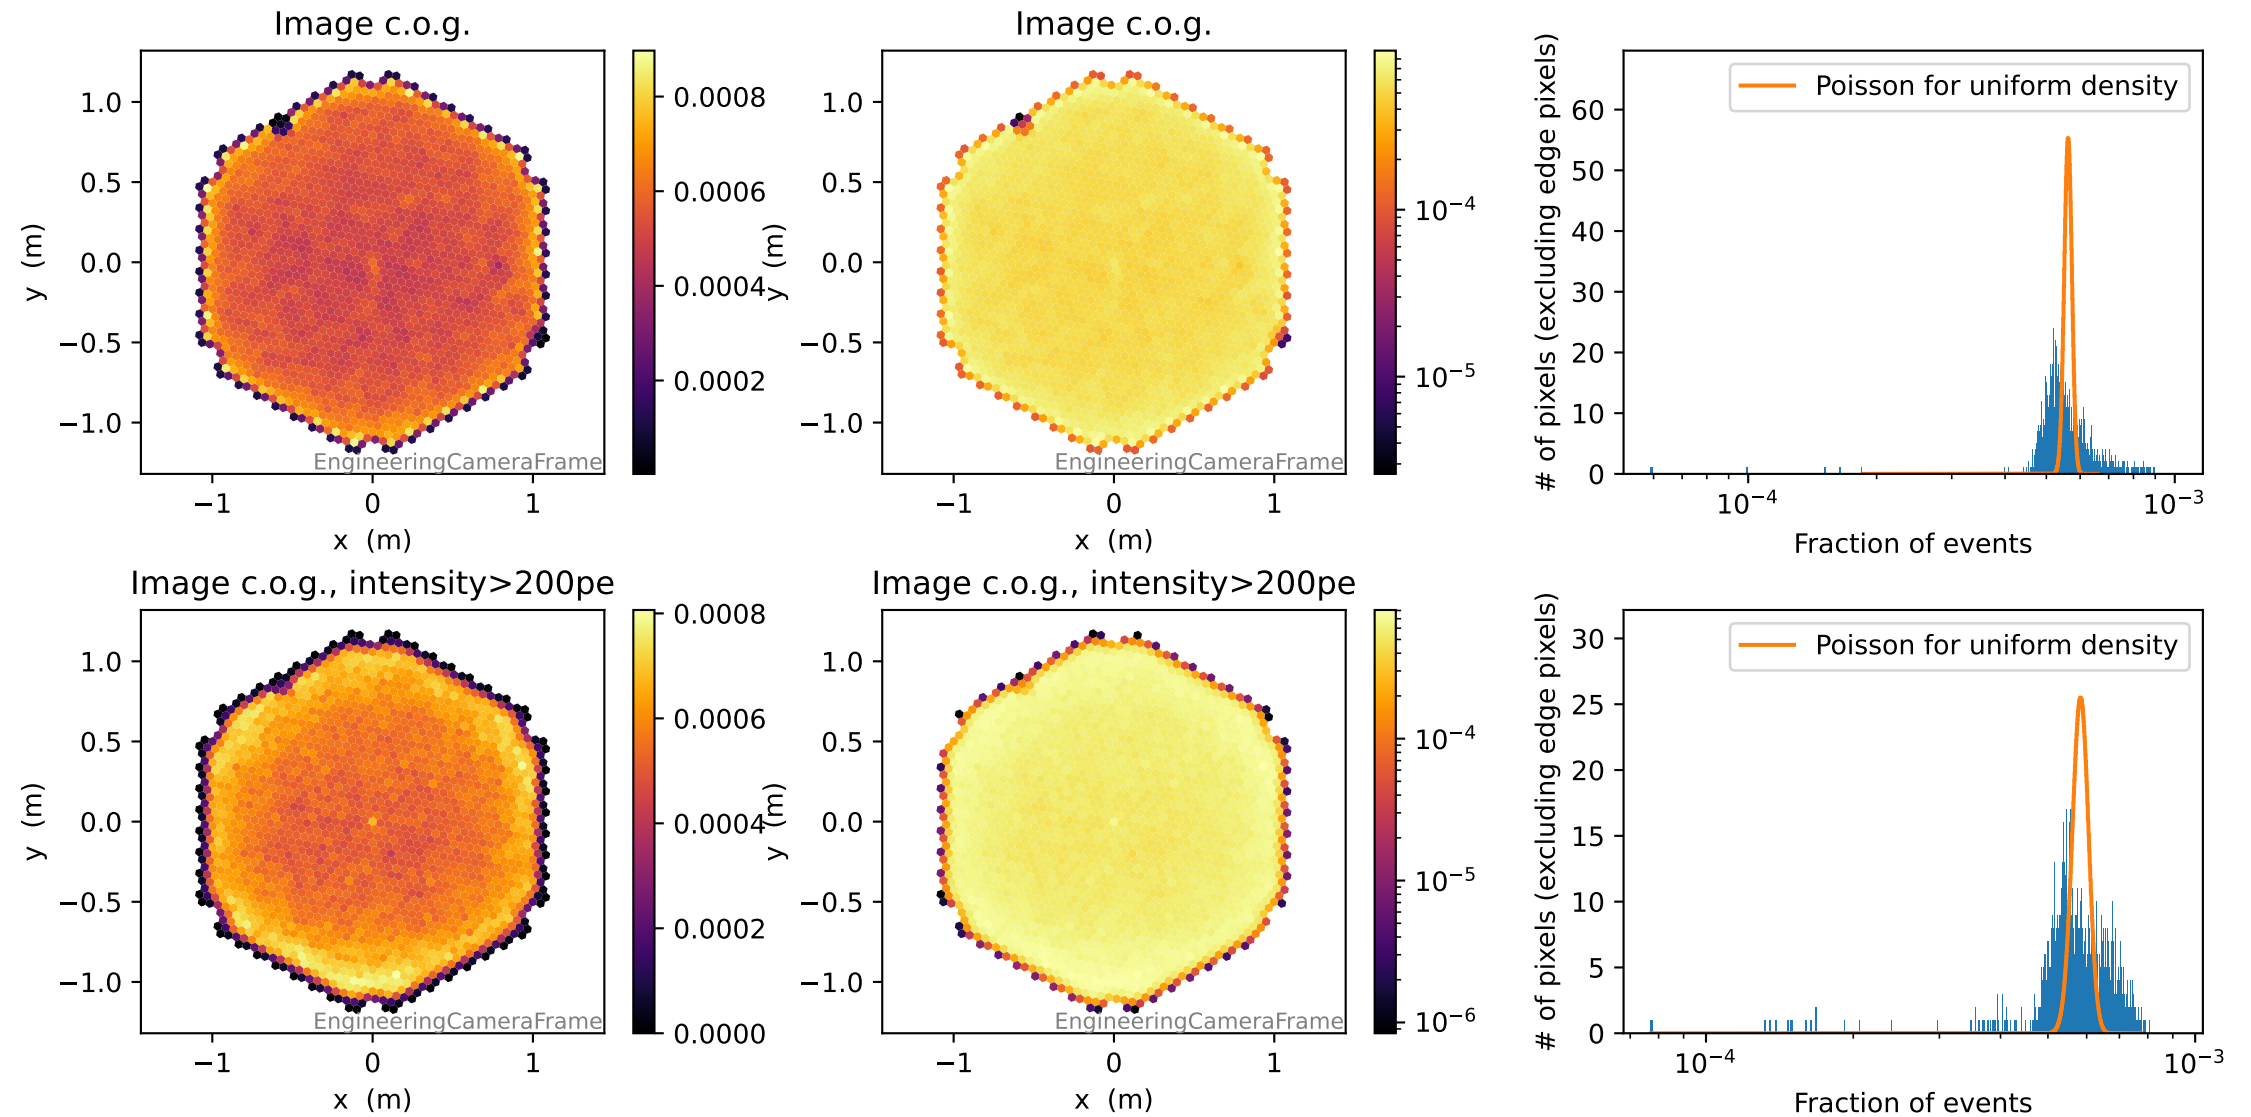 Image c.o.g.
1.0
0.5
0.0
−0.5
−1.0
y (m)
−1
0
1
x (m)
EngineeringCameraFrame
0.0008
0.0006
0.0004
0.0002
Image c.o.g.
1.0
0.5
0.0
−0.5
−1.0
y (m)
−1
0
1
x (m)
EngineeringCameraFrame
10⁻⁴
10⁻⁵
Poisson for uniform density
# of pixels (excluding edge pixels)
60
50
40
30
20
10
0
10⁻⁴
10⁻³
Fraction of events
Image c.o.g., intensity>200pe
1.0
0.5
0.0
−0.5
−1.0
y (m)
−1
0
1
x (m)
EngineeringCameraFrame
0.0008
0.0006
0.0004
0.0002
0.0000
Image c.o.g., intensity>200pe
1.0
0.5
0.0
−0.5
−1.0
y (m)
−1
0
1
x (m)
EngineeringCameraFrame
10⁻⁴
10⁻⁵
10⁻⁶
Poisson for uniform density
# of pixels (excluding edge pixels)
30
25
20
15
10
5
0
10⁻⁴
10⁻³
Fraction of events